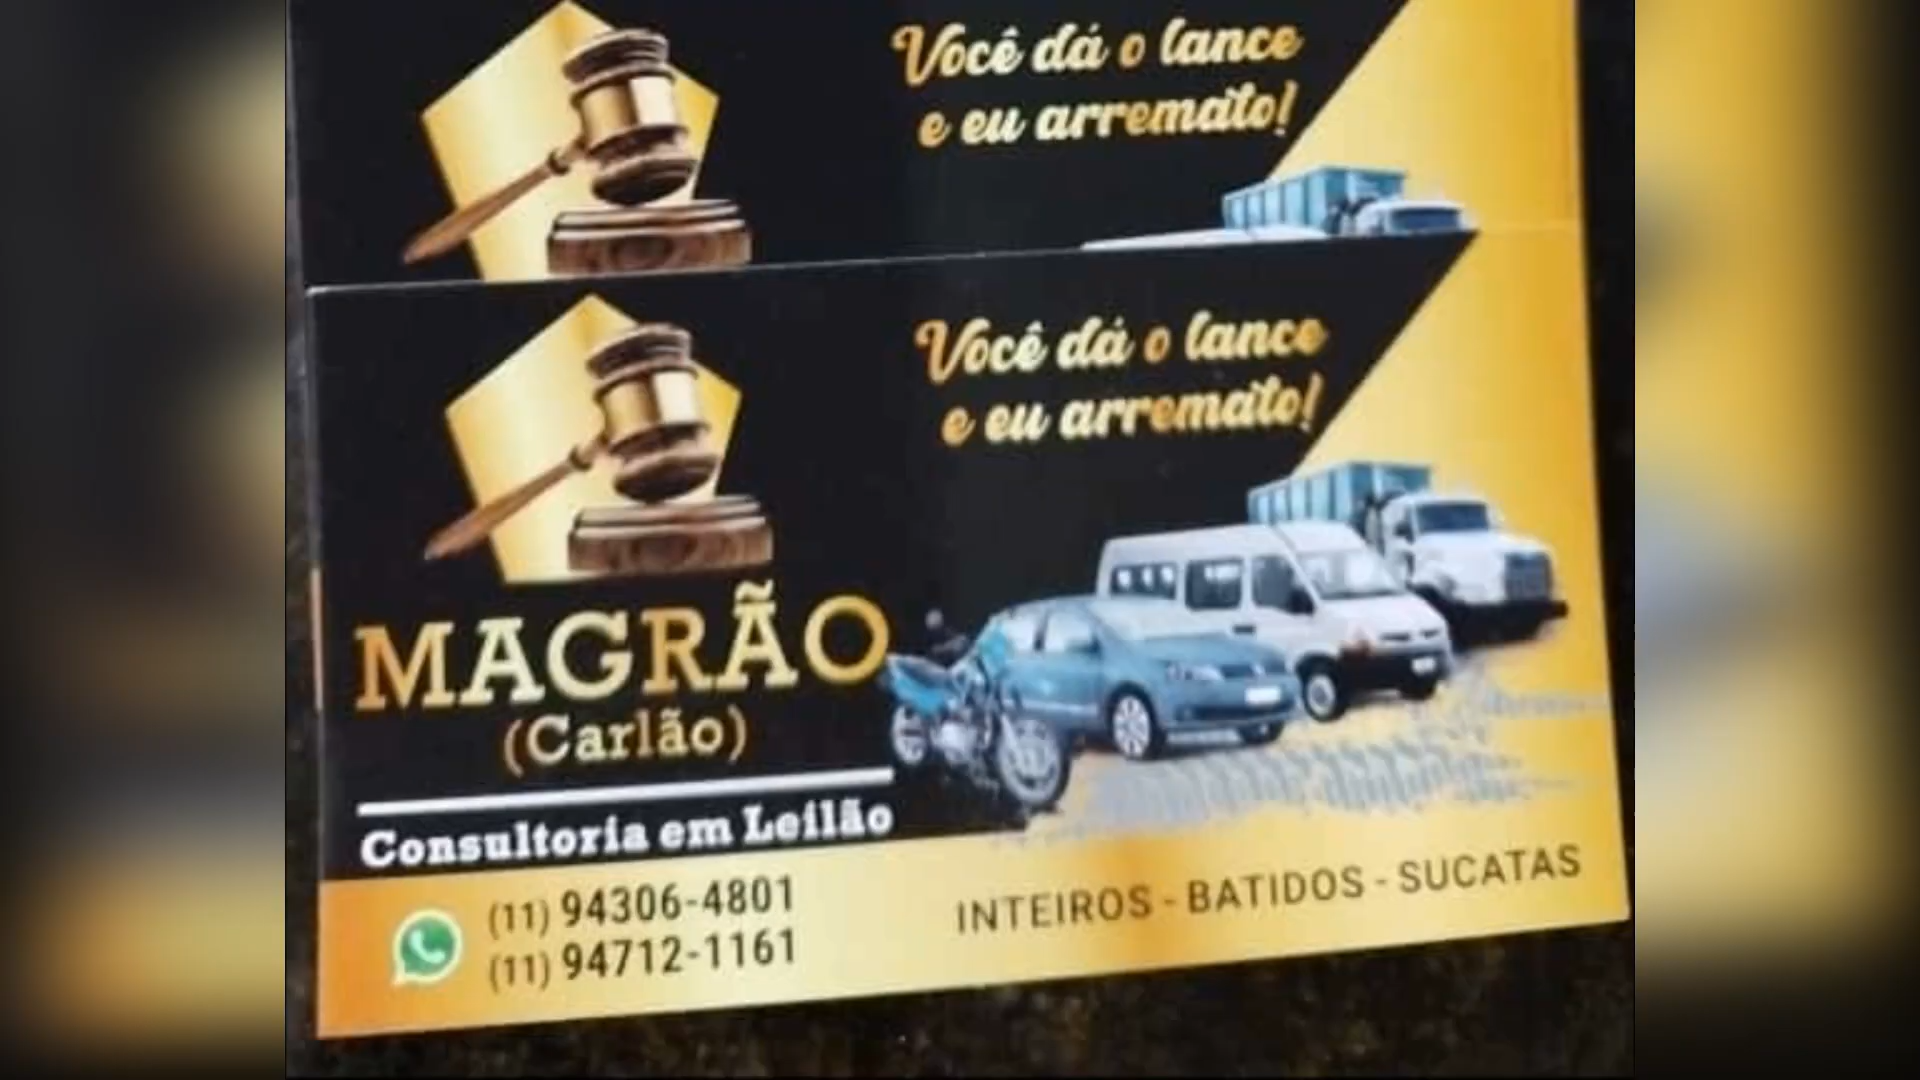 Você dá o lance
e eu arremato!
Você dá o lance
e eu arremato!
MAGRÃO
(Carlão)
Consultoria em Leilão
(11) 94306-4801
(11) 94712-1161
INTEIROS - BATIDOS - SUCATAS